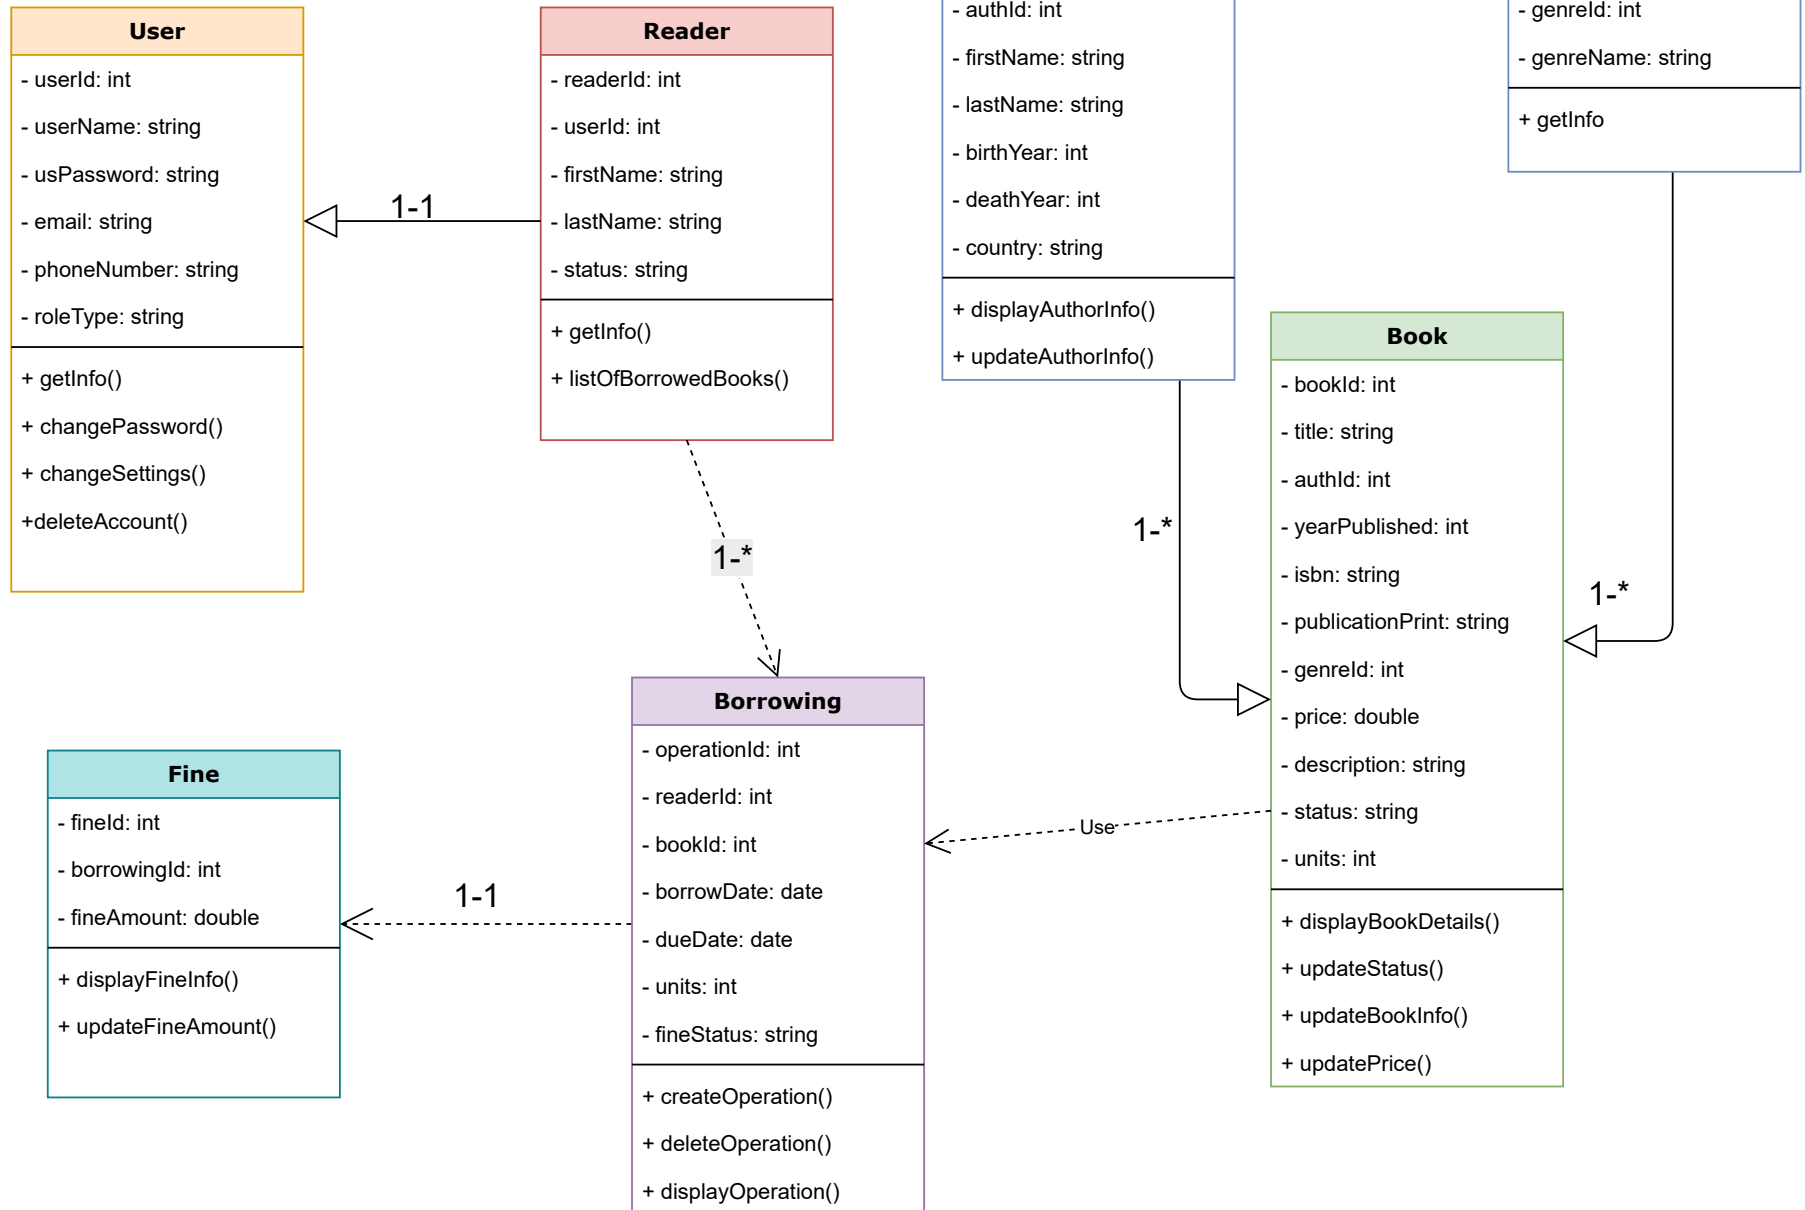 User
- userId: int
- userName: string
- usPassword: string
- email: string
- phoneNumber: string
- roleType: string
+ getInfo()
+ changePassword()
+ changeSettings()
+deleteAccount()
1-1
Reader
- readerId: int
- userId: int
- firstName: string
- lastName: string
- status: string
+ getInfo()
+ listOfBorrowedBooks()
1-*
- authId: int
- firstName: string
- lastName: string
- birthYear: int
- deathYear: int
- country: string
+ displayAuthorInfo()
+ updateAuthorInfo()
1-*
- genreId: int
- genreName: string
+ getInfo
1-*
Book
- bookId: int
- title: string
- authId: int
- yearPublished: int
- isbn: string
- publicationPrint: string
- genreId: int
- price: double
- description: string
- status: string
- units: int
+ displayBookDetails()
+ updateStatus()
+ updateBookInfo()
+ updatePrice()
Use
Borrowing
- operationId: int
- readerId: int
- bookId: int
- borrowDate: date
- dueDate: date
- units: int
- fineStatus: string
+ createOperation()
+ deleteOperation()
+ displayOperation()
1-1
Fine
- fineId: int
- borrowingId: int
- fineAmount: double
+ displayFineInfo()
+ updateFineAmount()